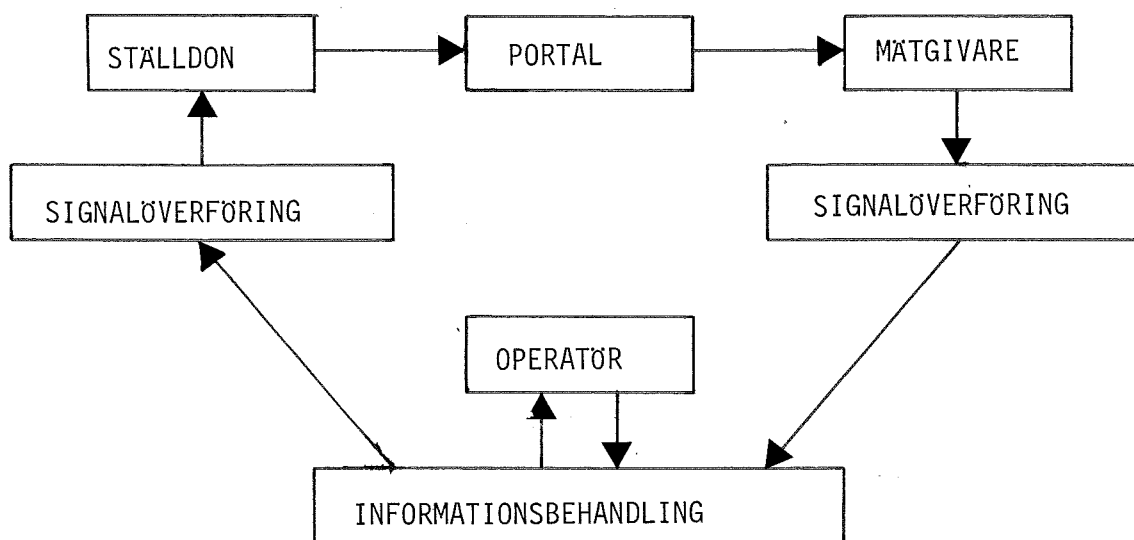 STÄLLDON
PORTAL
MÄTGIVARE
SIGNALÖVERFÖRING
SIGNALÖVERFÖRING
OPERATÖR
INFORMATIONSBEHANDLING